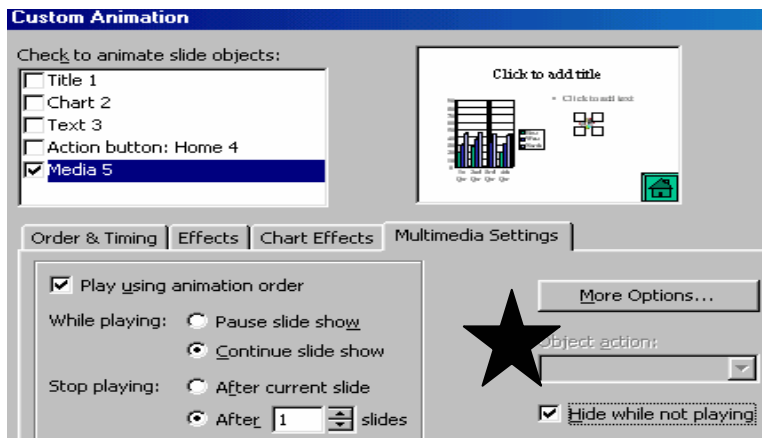 Custom Animation
Check to animate slide objects:
Title 1
Chart 2
Text 3
Action button: Home 4
Media 5
Click to add title
Click to add text
Order & Timing
Effects
Chart Effects
Multimedia Settings
Play using animation order
While playing:
Pause slide show
Continue slide show
Stop playing:
After current slide
After 1 slides
More Options...
Object action:
Hide while not playing